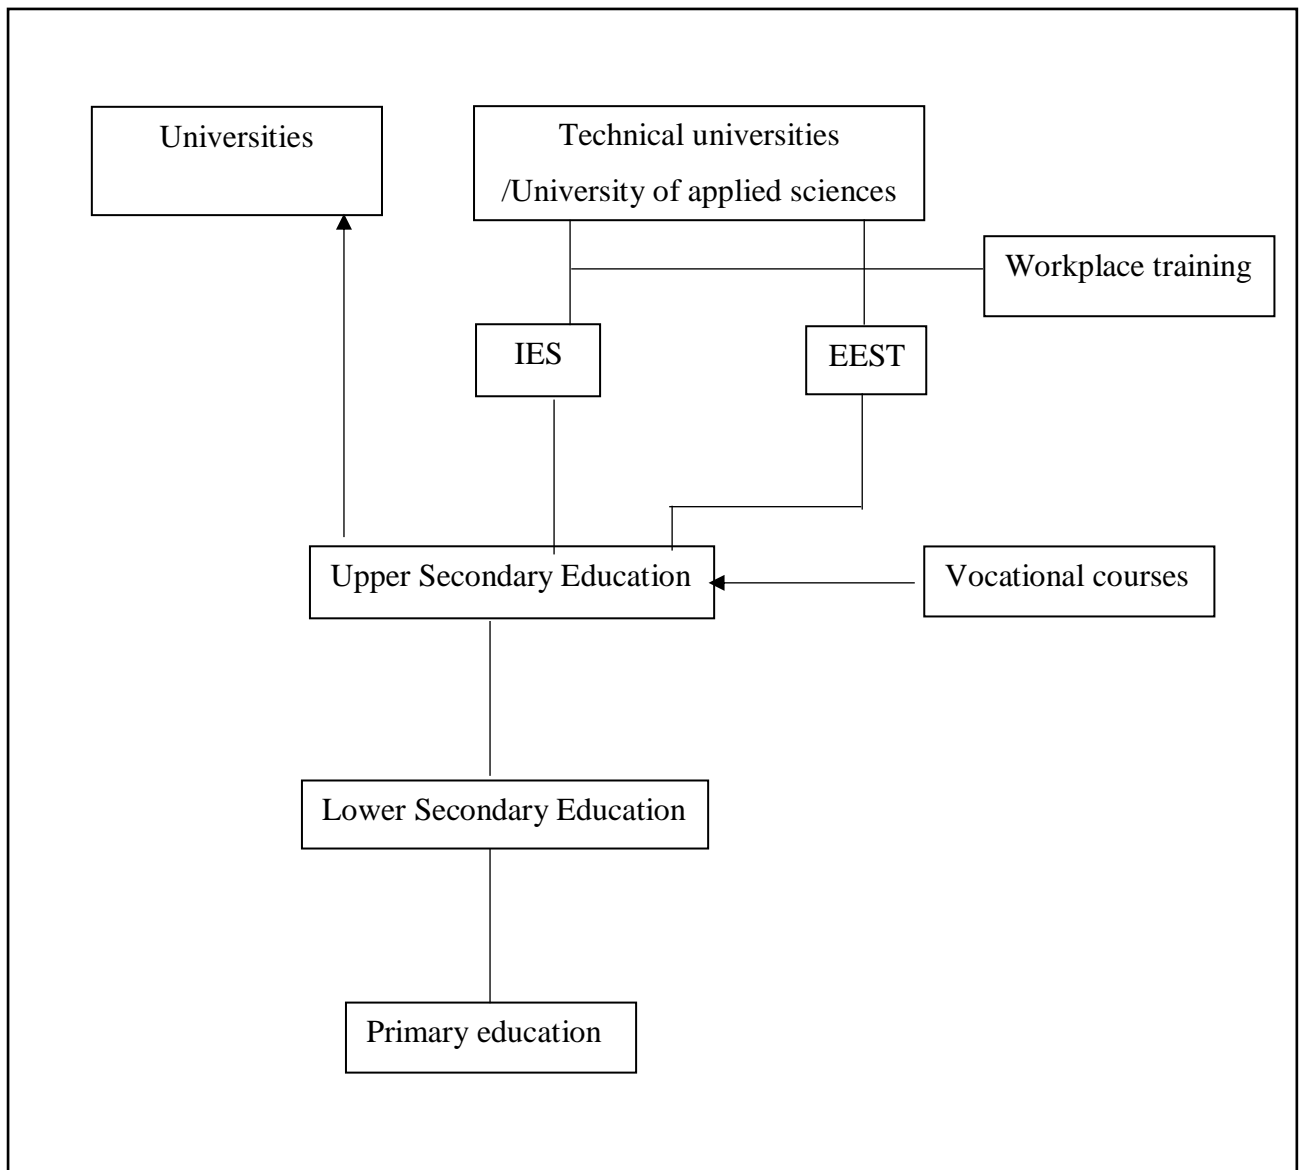 Universities
Technical universities
/University of applied sciences
Workplace training
IES
EEST
Upper Secondary Education
Vocational courses
Lower Secondary Education
Primary education